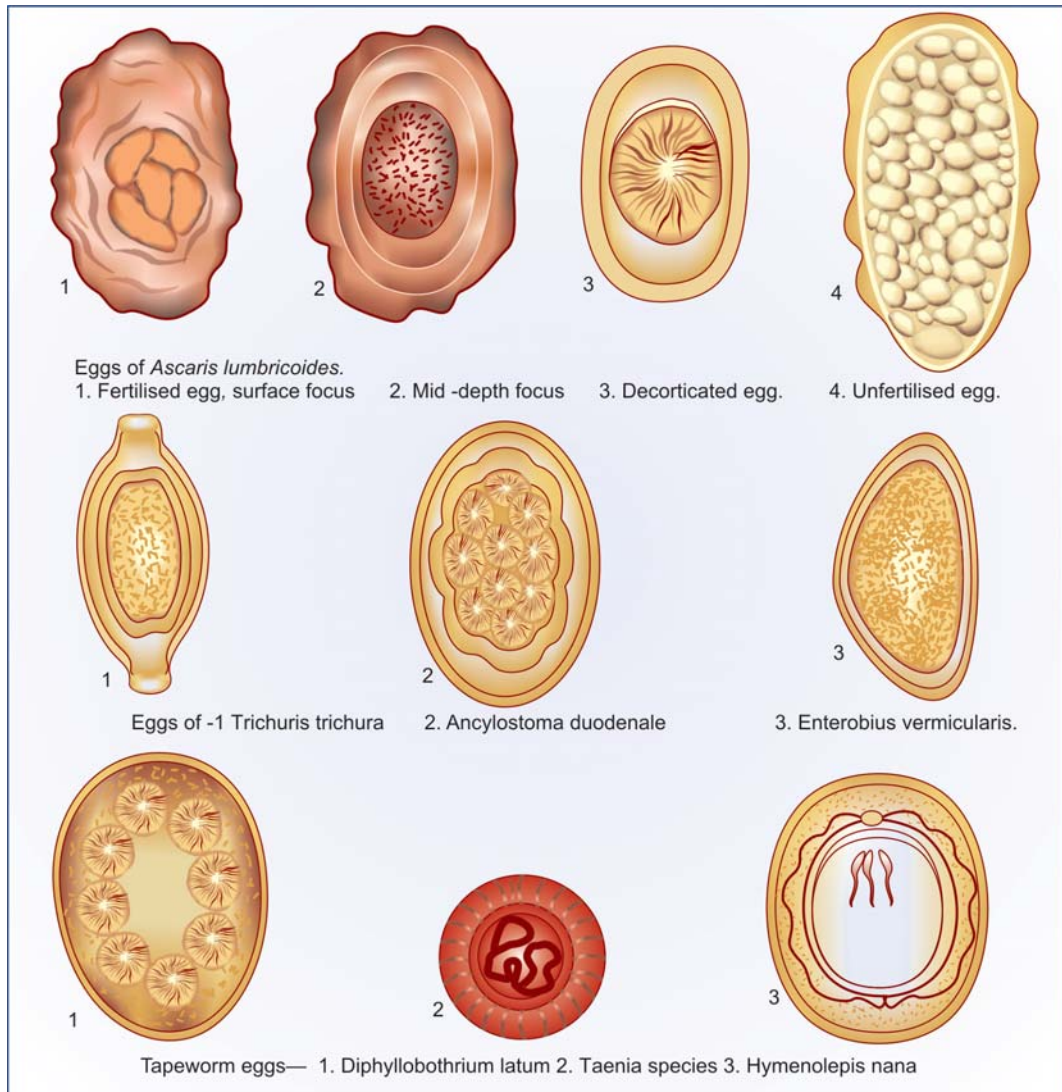 1
2
3
4
Eggs of Ascaris lumbricoides.
1. Fertilised egg, surface focus 2. Mid -depth focus 3. Decorticated egg. 4. Unfertilised egg.
1
2
3
Eggs of -1 Trichuris trichura 2. Ancylostoma duodenale 3. Enterobius vermicularis.
1
2
3
Tapeworm eggs— 1. Diphyllobothrium latum 2. Taenia species 3. Hymenolepis nana